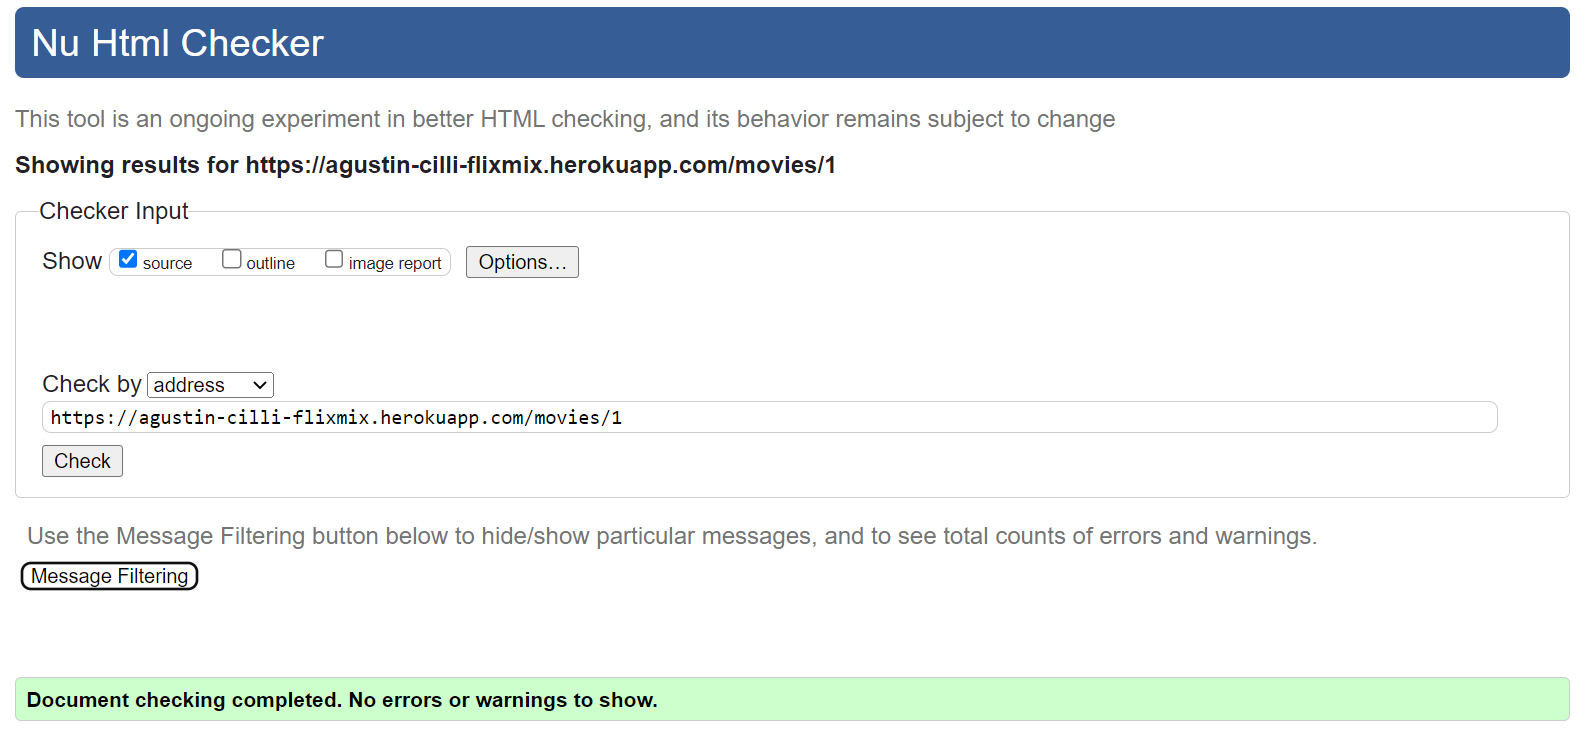 Nu Html Checker
This tool is an ongoing experiment in better HTML checking, and its behavior remains subject to change
Showing results for https://agustin-cilli-flixmix.herokuapp.com/movies/1
Checker Input
Show source outline image report Options...
Check by address
https://agustin-cilli-flixmix.herokuapp.com/movies/1
Check
Use the Message Filtering button below to hide/show particular messages, and to see total counts of errors and warnings.
Message Filtering
Document checking completed. No errors or warnings to show.